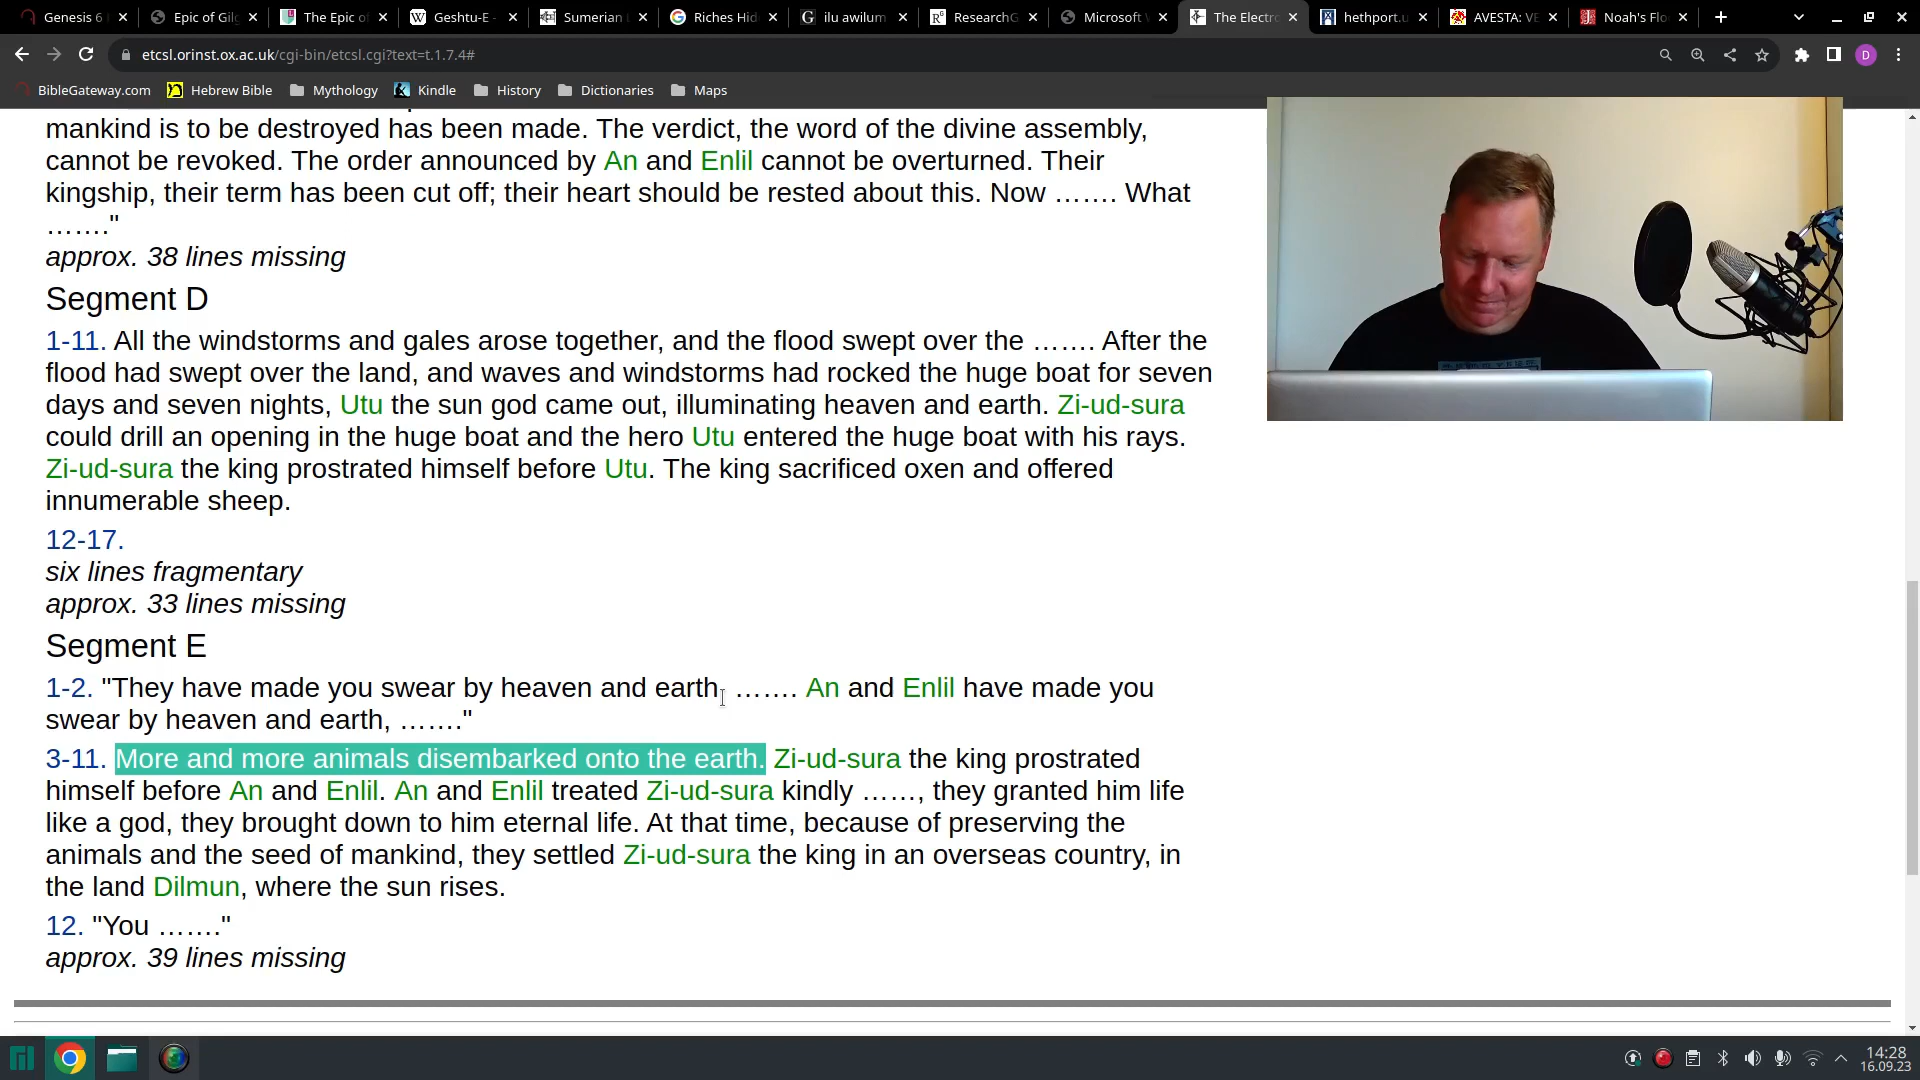 Genesis 6
Epic of Gil
The Epic of
Geshtu-E -
Sumerian
Riches Hid
ilu awilum
ResearchG
Microsoft
The Electro
hethport.u
AVESTA: VE
Noah's Flo
etcsl.orinst.ox.ac.uk/cgi-bin/etcsl.cgi?text=t.1.7.4#
D
BibleGateway.com
Hebrew Bible
Mythology
Kindle
History
Dictionaries
Maps
mankind is to be destroyed has been made. The verdict, the word of the divine assembly,
cannot be revoked. The order announced by An and Enlil cannot be overturned. Their
kingship, their term has been cut off; their heart should be rested about this. Now ……. What
……."
approx. 38 lines missing
Segment D
1-11. All the windstorms and gales arose together, and the flood swept over the ……. After the
flood had swept over the land, and waves and windstorms had rocked the huge boat for seven
days and seven nights, Utu the sun god came out, illuminating heaven and earth. Zi-ud-sura
could drill an opening in the huge boat and the hero Utu entered the huge boat with his rays.
Zi-ud-sura the king prostrated himself before Utu. The king sacrificed oxen and offered
innumerable sheep.
12-17.
six lines fragmentary
approx. 33 lines missing
Segment E
1-2. "They have made you swear by heaven and earth, ……. An and Enlil have made you
swear by heaven and earth, ……."
3-11. More and more animals disembarked onto the earth. Zi-ud-sura the king prostrated
himself before An and Enlil. An and Enlil treated Zi-ud-sura kindly ……, they granted him life
like a god, they brought down to him eternal life. At that time, because of preserving the
animals and the seed of mankind, they settled Zi-ud-sura the king in an overseas country, in
the land Dilmun, where the sun rises.
12. "You ……."
approx. 39 lines missing
14:28
16.09.23